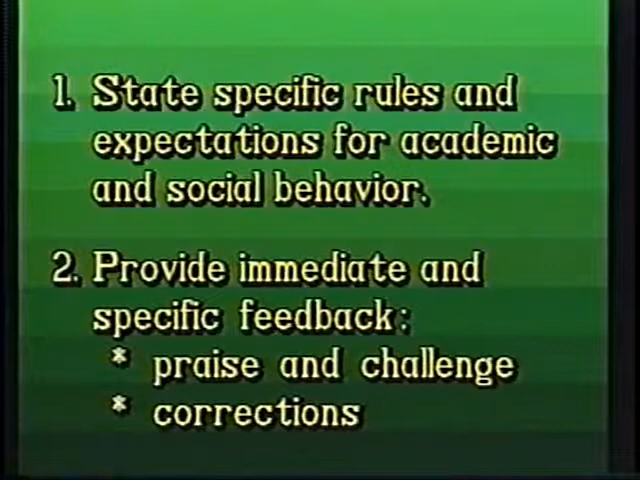 1. State specific rules and
expectations for academic
and social behavior.
2. Provide immediate and
specific feedback:
* praise and challenge
* corrections